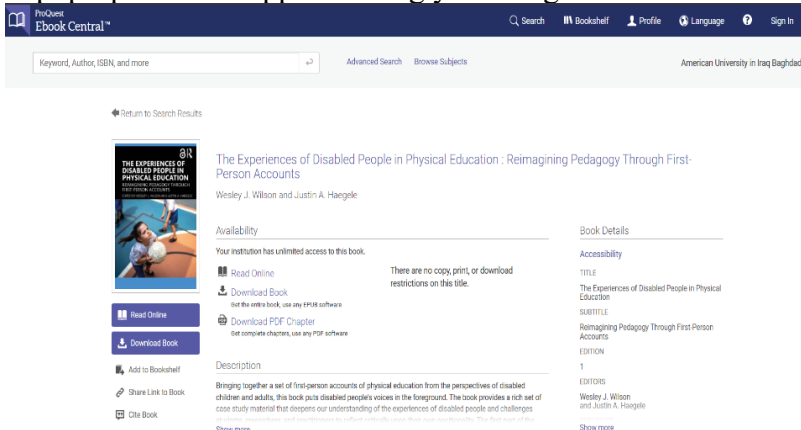 ProQuest
Ebook Central™
Search
Bookshelf
Profile
Language
Sign In
Keyword, Author, ISBN, and more
Advanced Search
Browse Subjects
American University in Iraq Baghdad
Return to Search Results
THE EXPERIENCES OF
DISABLED PEOPLE IN
PHYSICAL EDUCATION
REIMAGINING PEDAGOGY THROUGH
FIRST-PERSON ACCOUNTS
The Experiences of Disabled People in Physical Education : Reimagining Pedagogy Through First-
Person Accounts
Wesley J. Wilson and Justin A. Haegele
Availability
Your institution has unlimited access to this book.
Read Online
Download Book
Get the entire book, use any EPUB software
Download PDF Chapter
Get complete chapters, use any PDF software
There are no copy, print, or download
restrictions on this title.
Read Online
Download Book
Add to Bookshelf
Share Link to Book
Cite Book
Description
Bringing together a set of first-person accounts of physical education from the perspectives of disabled
children and adults, this book puts disabled people's voices in the foreground. The book provides a rich set of
case study material that deepens our understanding of the experiences of disabled people and challenges
Show more
Book Details
Accessibility
TITLE
The Experiences of Disabled People in Physical
Education
SUBTITLE
Reimagining Pedagogy Through First-Person
Accounts
EDITION
1
EDITORS
Wesley J. Wilson
and Justin A. Haegele
Show more